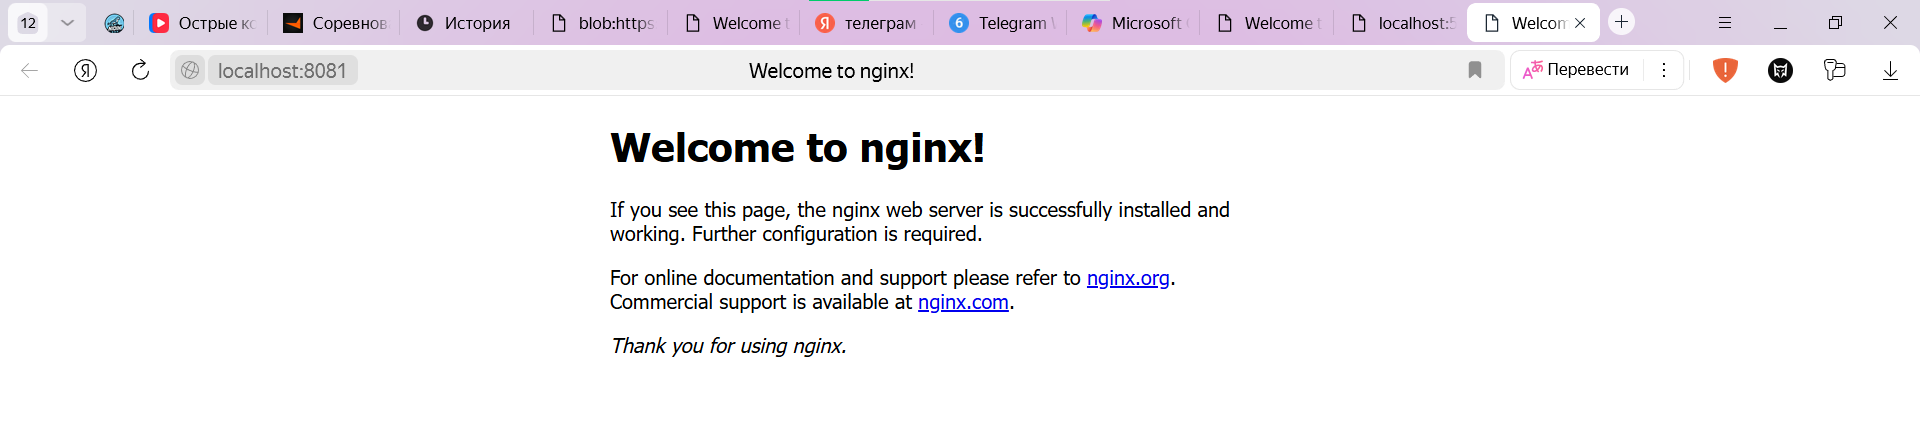 12
Острые ко
Соревнов
История
blob:https
Welcome t
Я
телеграм
6
Telegram
Microsoft
Welcome t
localhost:5
Welcom
Я
localhost:8081
Welcome to nginx!
Перевести
Welcome to nginx!
If you see this page, the nginx web server is successfully installed and
working. Further configuration is required.
For online documentation and support please refer to nginx.org.
Commercial support is available at nginx.com.
Thank you for using nginx.